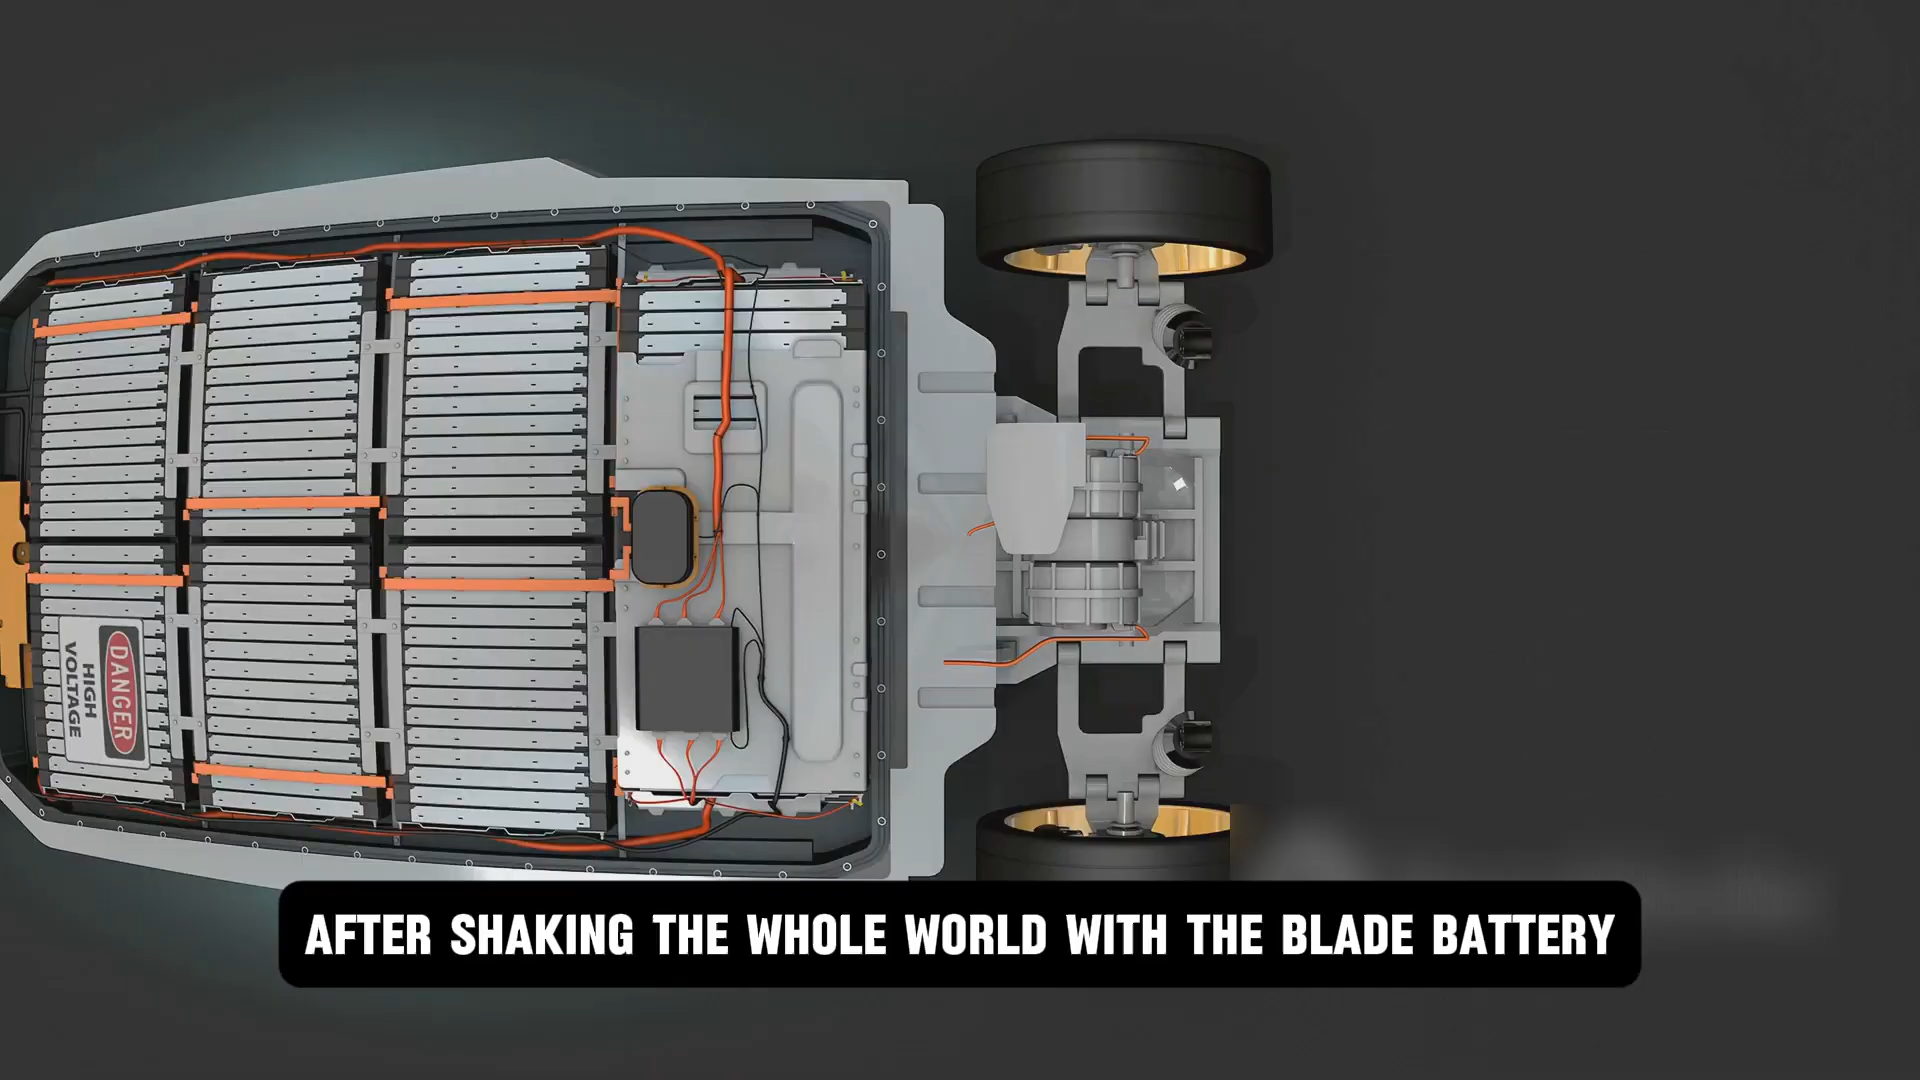 DANGER
HIGH
VOLTAGE
AFTER SHAKING THE WHOLE WORLD WITH THE BLADE BATTERY